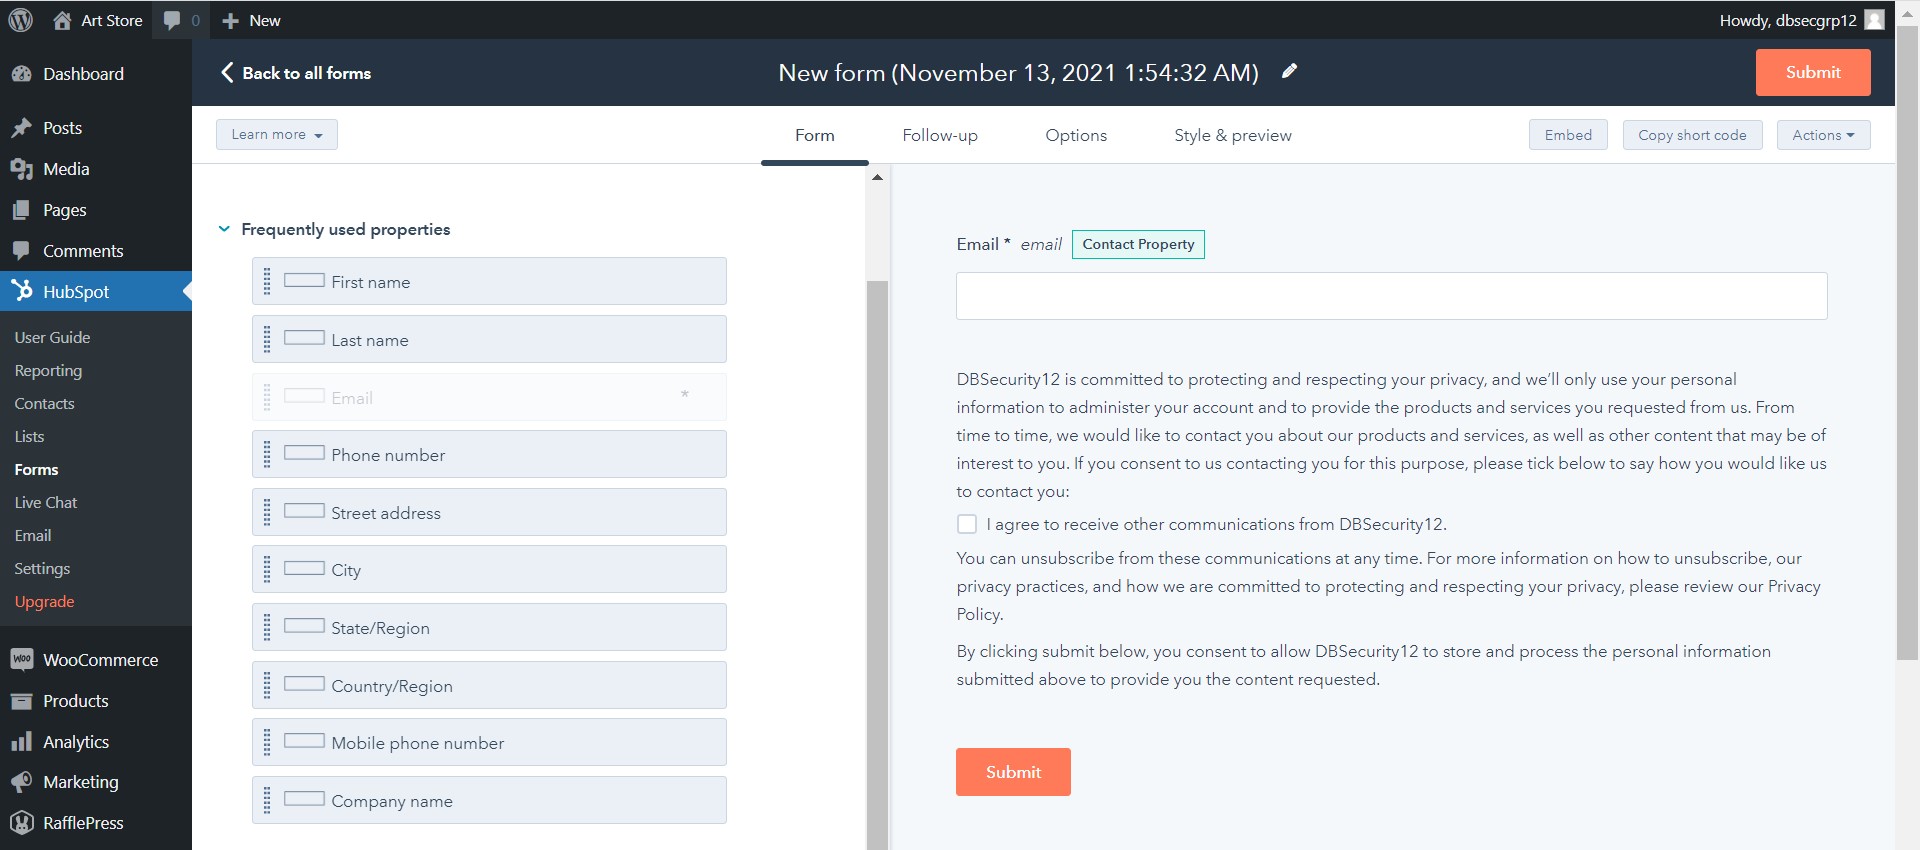 Art Store
0
New
Howdy, dbsecgrp12
Dashboard
Posts
Media
Pages
Comments
HubSpot
User Guide
Reporting
Contacts
Lists
Forms
Live Chat
Email
Settings
Upgrade
WooCommerce
Products
Analytics
Marketing
RafflePress
Back to all forms
New form (November 13, 2021 1:54:32 AM)
Submit
Learn more
Form
Follow-up
Options
Style & preview
Embed
Copy short code
Actions
Frequently used properties
First name
Last name
Email *
Phone number
Street address
City
State/Region
Country/Region
Mobile phone number
Company name
Email * email Contact Property
DBSecurity12 is committed to protecting and respecting your privacy, and we’ll only use your personal
information to administer your account and to provide the products and services you requested from us. From
time to time, we would like to contact you about our products and services, as well as other content that may be of
interest to you. If you consent to us contacting you for this purpose, please tick below to say how you would like us
to contact you:
I agree to receive other communications from DBSecurity12.
You can unsubscribe from these communications at any time. For more information on how to unsubscribe, our
privacy practices, and how we are committed to protecting and respecting your privacy, please review our Privacy
Policy.
By clicking submit below, you consent to allow DBSecurity12 to store and process the personal information
submitted above to provide you the content requested.
Submit